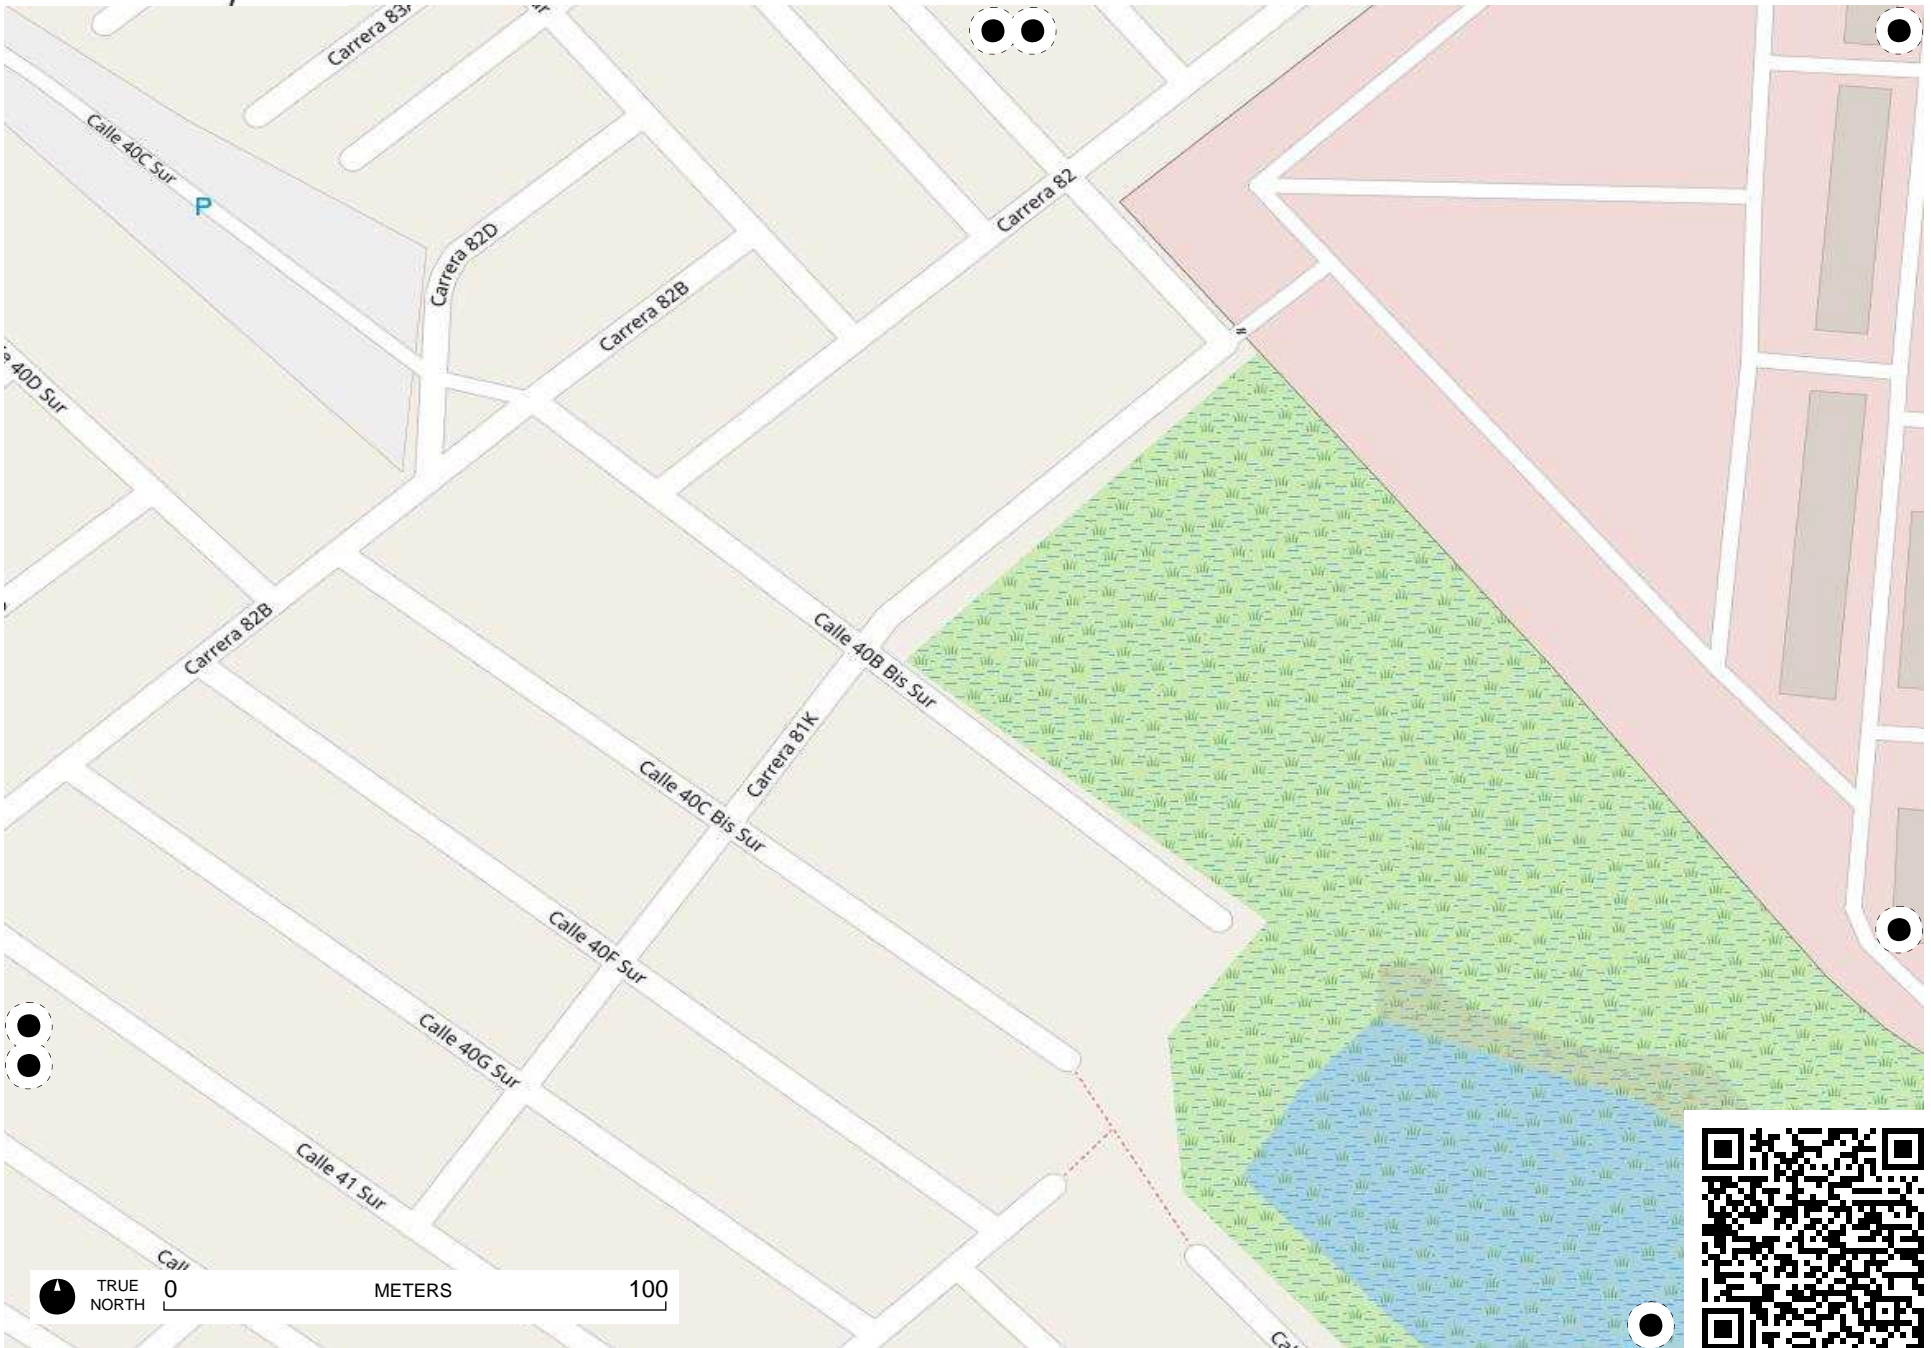 Carrera 83A
Calle 40C Sur
P
Carrera 82
Carrera 82D
Carrera 82B
40D Sur
Carrera 82B
Calle 40B Bis Sur
Carrera 81K
Calle 40C Bis Sur
Calle 40F Sur
Calle 40G Sur
Calle 41 Sur
TRUE
NORTH
0 METERS 100